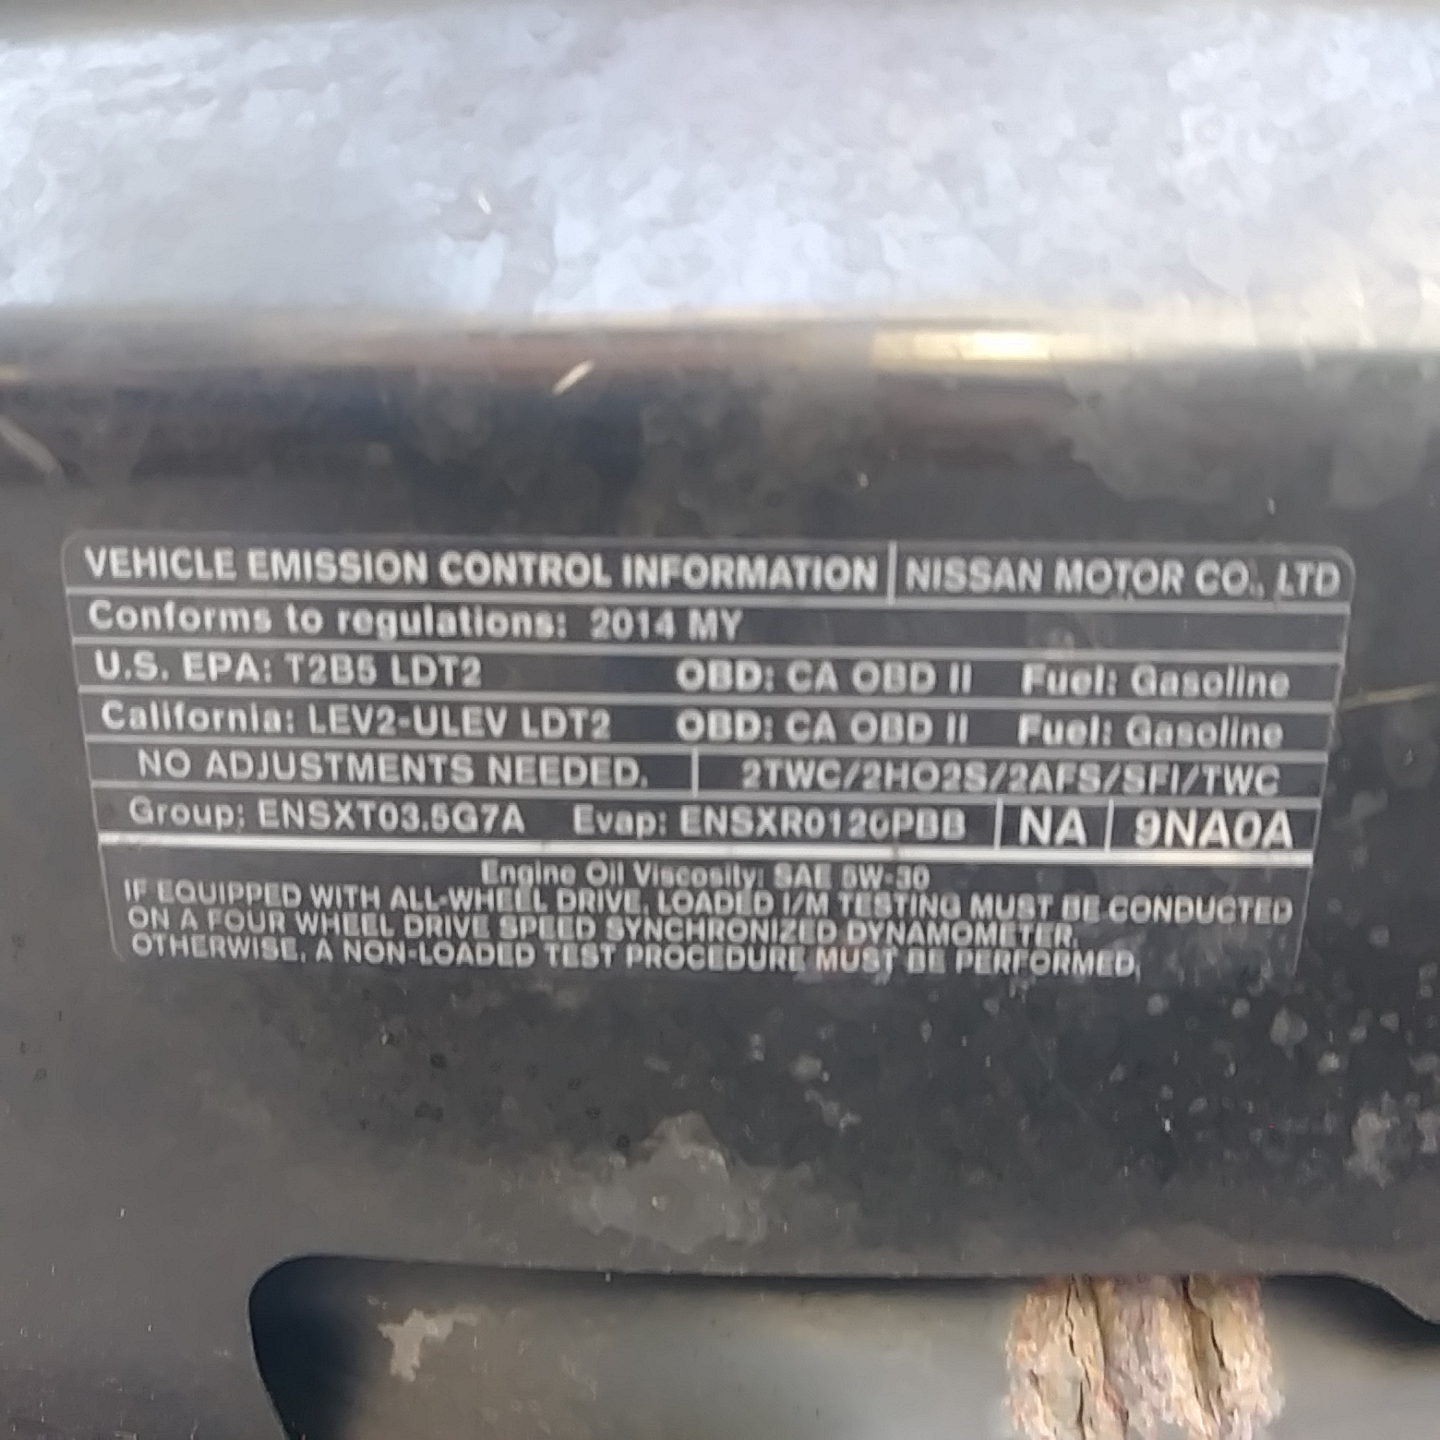 VEHICLE EMISSION CONTROL INFORMATION NISSAN MOTOR CO., LTD
Conforms to regulations: 2014 MY
U.S. EPA: T2B5 LDT2 OBD: CA OBD II Fuel: Gasoline
California: LEV2-ULEV LDT2 OBD: CA OBD II Fuel: Gasoline
NO ADJUSTMENTS NEEDED. 2TWC/2HO2S/2AFS/SFI/TWC
Group: ENSXT03.5G7A Evap: ENSXR0120PBB NA 9NA0A
Engine Oil Viscosity: SAE 5W-30
IF EQUIPPED WITH ALL-WHEEL DRIVE, LOADED I/M TESTING MUST BE CONDUCTED
ON A FOUR WHEEL DRIVE SPEED SYNCHRONIZED DYNAMOMETER.
OTHERWISE, A NON-LOADED TEST PROCEDURE MUST BE PERFORMED.